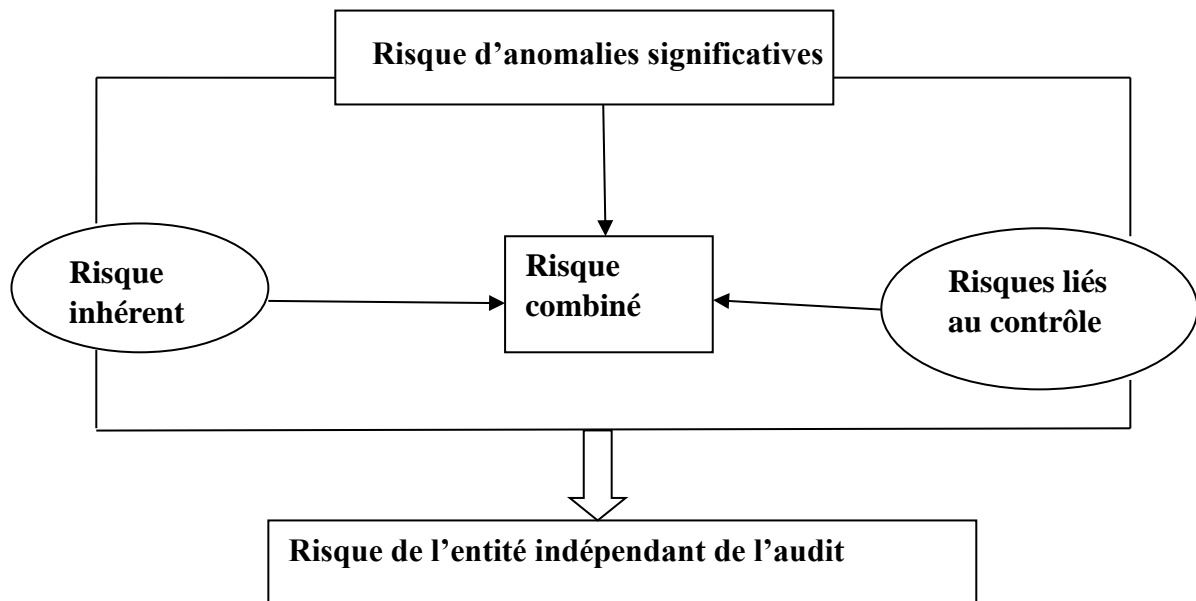 Risque d’anomalies significatives
Risque
inhérent
Risque
combiné
Risques liés
au contrôle
Risque de l’entité indépendant de l’audit